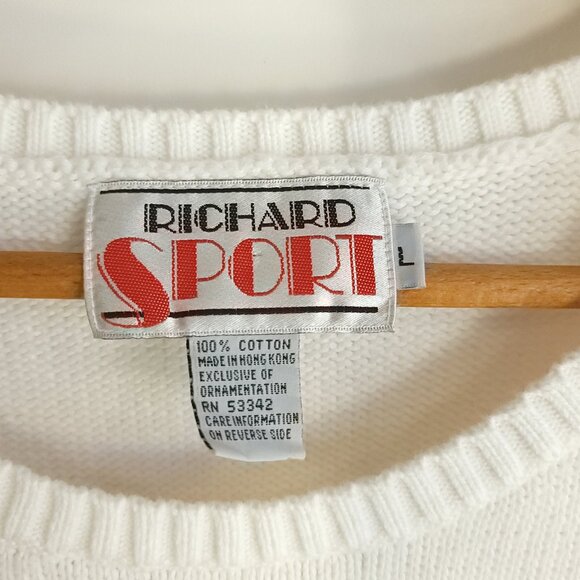 RICHARD
SPORT
L
100% COTTON
MADE IN HONG KONG
EXCLUSIVE OF
ORNAMENTATION
RN 53342
CARE INFORMATION
ON REVERSE SIDE